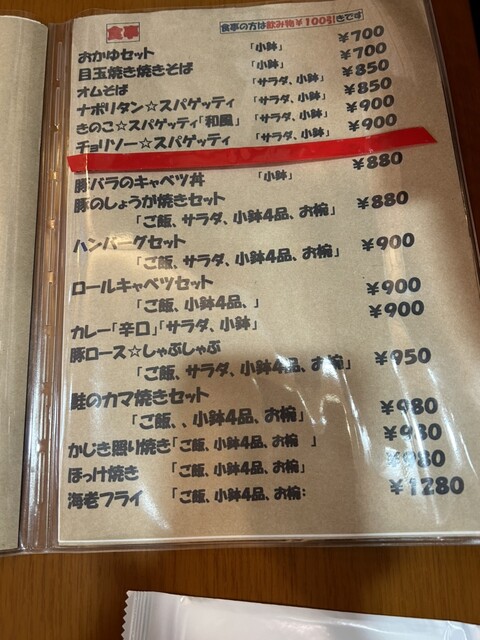 食事
食事の方は飲み物¥100引きです
おかゆセット 「小鉢」 ¥700
目玉焼き焼きそば 「小鉢」 ¥700
オムそば 「サラダ、小鉢」 ¥850
ナポリタン☆スパゲッティ 「サラダ、小鉢」 ¥850
きのこ☆スパゲッティ「和風」 「サラダ、小鉢」 ¥900
チョリソー☆スパゲッティ 「サラダ、小鉢」 ¥900
豚バラのキャベツ丼 「小鉢」 ¥880
豚のしょうが焼きセット
「ご飯、サラダ、小鉢4品、お椀」 ¥880
ハンバーグセット
「ご飯、サラダ、小鉢4品、お椀」 ¥900
ロールキャベツセット
「ご飯、小鉢4品、」 ¥900
カレー「辛口」「サラダ、小鉢」 ¥900
豚ロース☆しゃぶしゃぶ
「ご飯、サラダ、小鉢4品、お椀」 ¥950
鮭のカマ焼きセット
「ご飯、、小鉢4品、お椀」 ¥980
かじき照り焼き「ご飯、小鉢4品、お椀 」 ¥980
ほっけ焼き 「ご飯、小鉢4品、お椀」 ¥980
海老フライ 「ご飯、小鉢4品、お椀: ¥1280